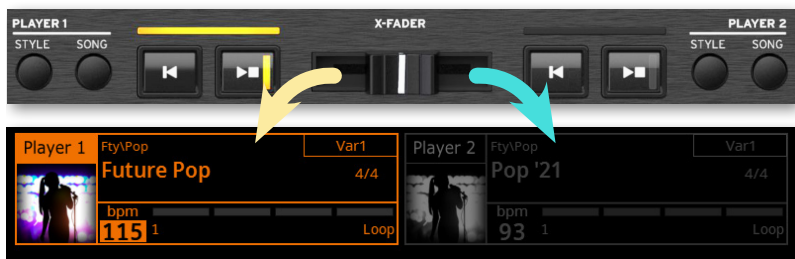 PLAYER 1 X-FADER PLAYER 2
STYLE SONG STYLE SONG
Player 1 Fty\Pop Var1
Future Pop 4/4
bpm
115 1 Loop
Player 2 Fty\Pop Var1
Pop '21 4/4
bpm
93 1 Loop